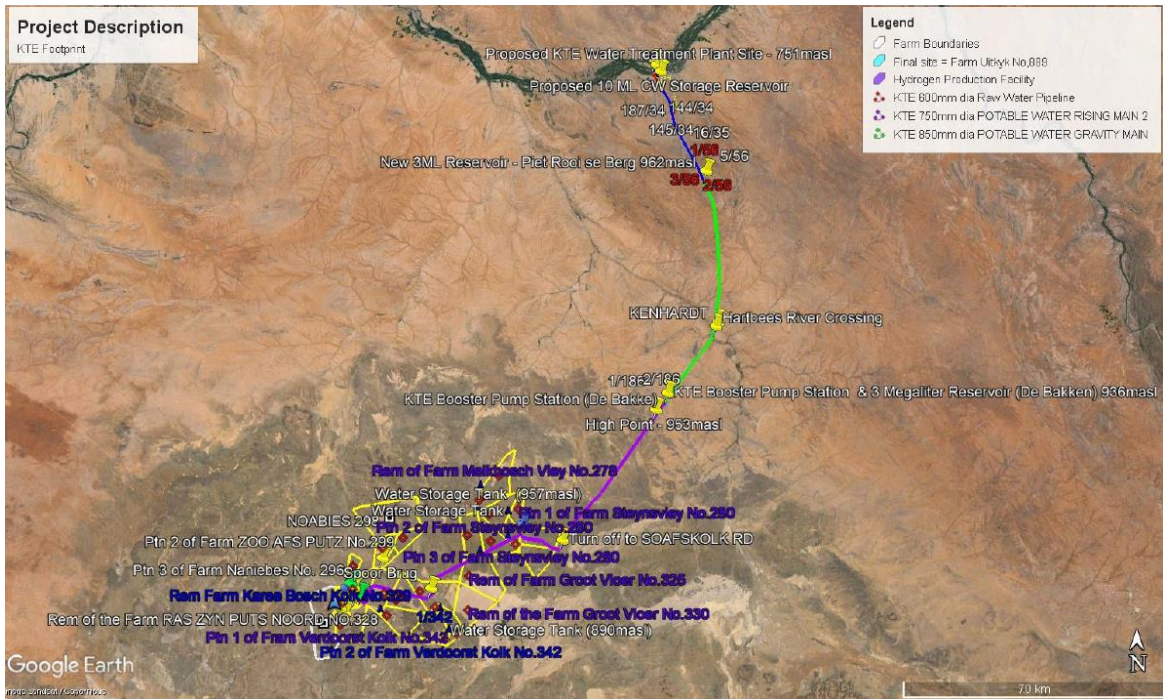 Project Description
KTE Footprint
Legend
Farm Boundaries
Final site = Farm Uitkyk No,889
Hydrogen Production Facility
KTE 600mm dia Raw Water Pipeline
KTE 750mm dia POTABLE WATER RISING MAIN 2
KTE 850mm dia POTABLE WATER GRAVITY MAIN
Proposed KTE Water Treatment Plant Site - 751masl
Proposed 10 ML CW Storage Reservoir
187/34 144/34
145/34 16/35
1/56 5/56
New 3ML Reservoir - Piet Rooi se Berg 962masl
3/56 2/56
KENHARDT Hartbees River Crossing
1/186 2/186
KTE Booster Pump Station (De Bakke)
KTE Booster Pump Station & 3 Megaliter Reservoir (De Bakken) 936masl
High Point - 953masl
Rem of Farm Melkbosch Vley No.278
Water Storage Tank (957masl)
Water Storage Tank
Ptn 1 of Farm Steynsvley No.280
NOABIES 298
Ptn 2 of Farm Steynsvley No.280
Turn off to SOAFSKOLK RD
Ptn 2 of Farm ZOO AFS PUTZ No.299
Ptn 3 of Farm Steynsvley No.280
Ptn 3 of Farm Naniebes No. 296
Spoor Brug
Rem of Farm Groot Vloer No.325
Rem Farm Karee Bosch Kolk No.329
Rem of the Farm RAS ZYN PUTS NOORD NO.328
1/342
Rem of the Farm Groot Vloer No.330
Ptn 1 of Fram Verdoorst Kolk No.342
Water Storage Tank (890masl)
Ptn 2 of Farm Verdoorst Kolk No.342
Google Earth
Image Landsat / Copernicus
70 km
N